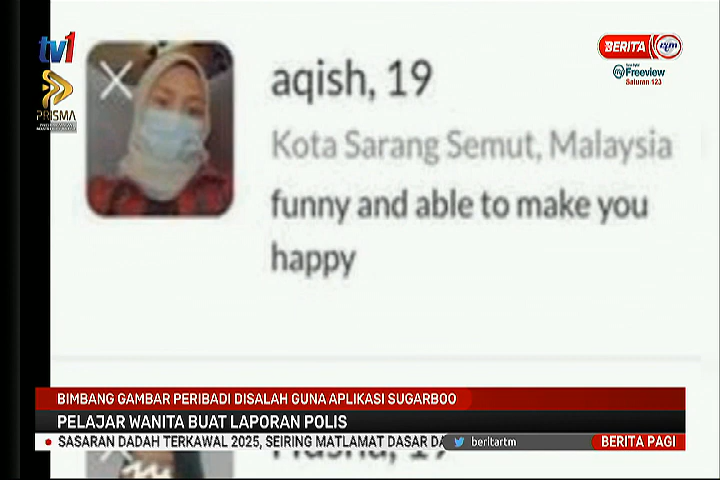 tv1
BERITA rtm
PRISMA
Freeview
Saluran 123
aqish, 19
Kota Sarang Semut, Malaysia
funny and able to make you
happy
BIMBANG GAMBAR PERIBADI DISALAH GUNA APLIKASI SUGARBOO
PELAJAR WANITA BUAT LAPORAN POLIS
SASARAN DADAH TERKAWAL 2025, SEIRING MATLAMAT DASAR DA
beritartm
BERITA PAGI